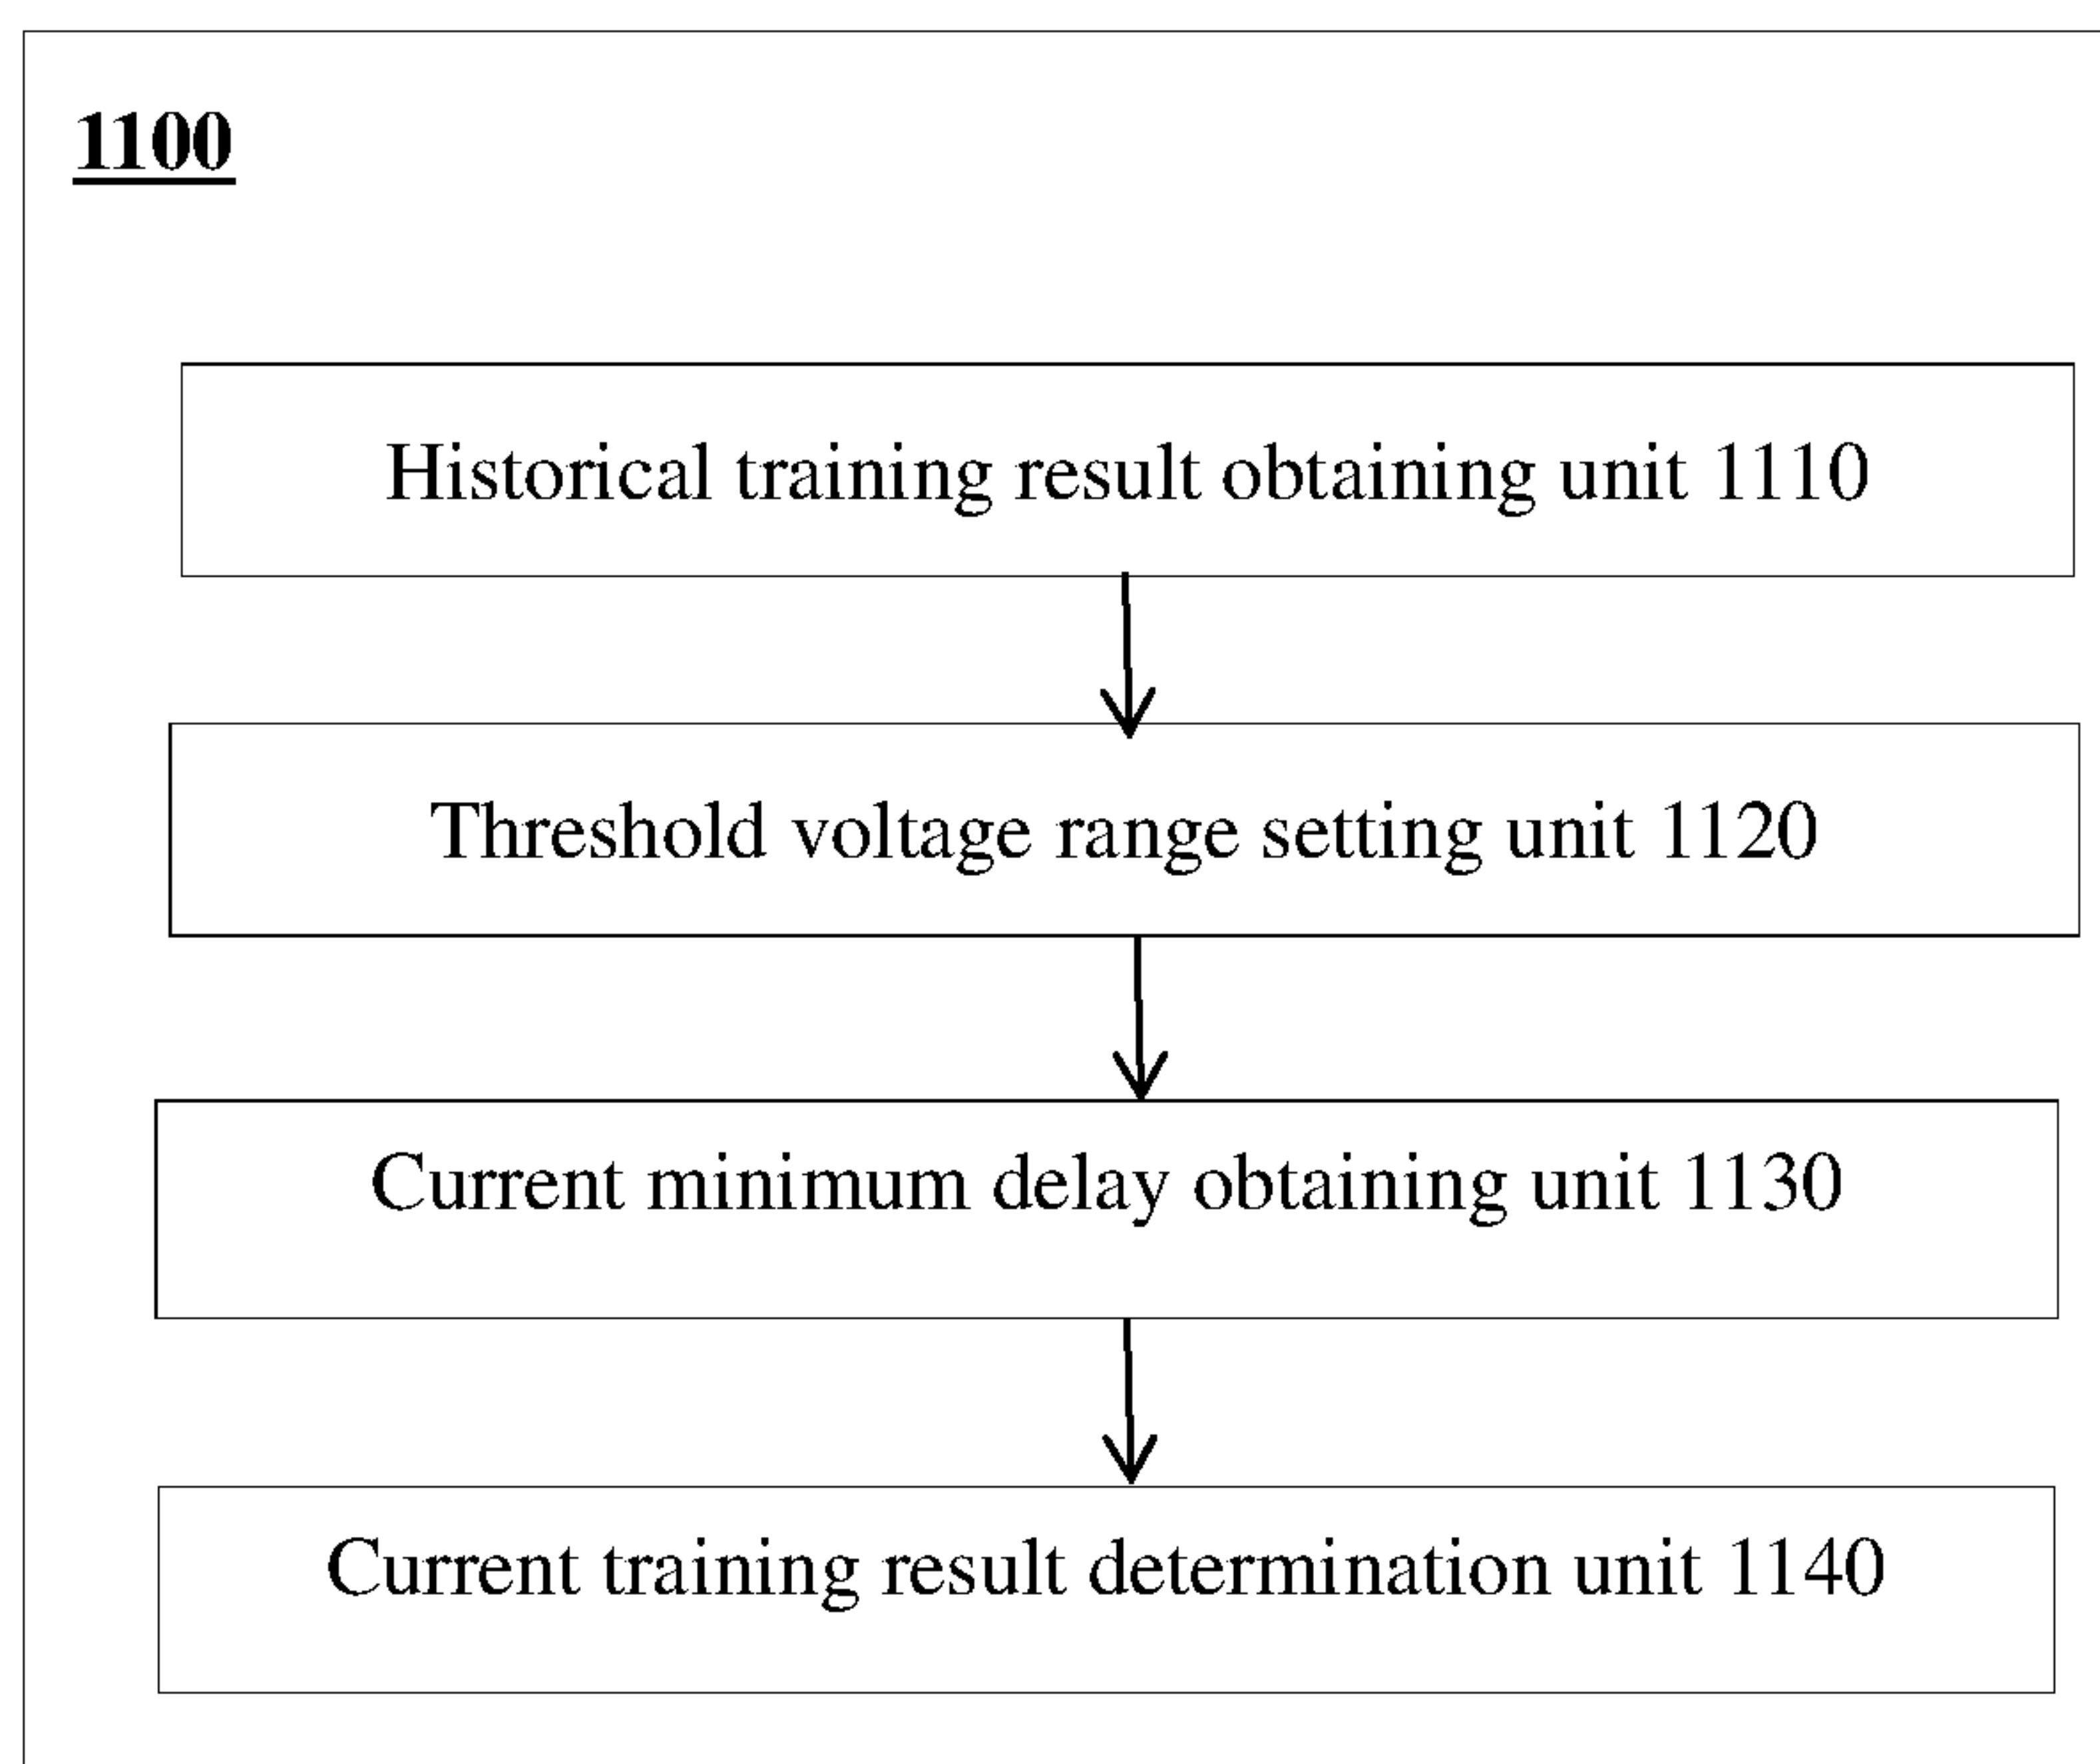 1100
Historical training result obtaining unit 1110
Threshold voltage range setting unit 1120
Current minimum delay obtaining unit 1130
Current training result determination unit 1140